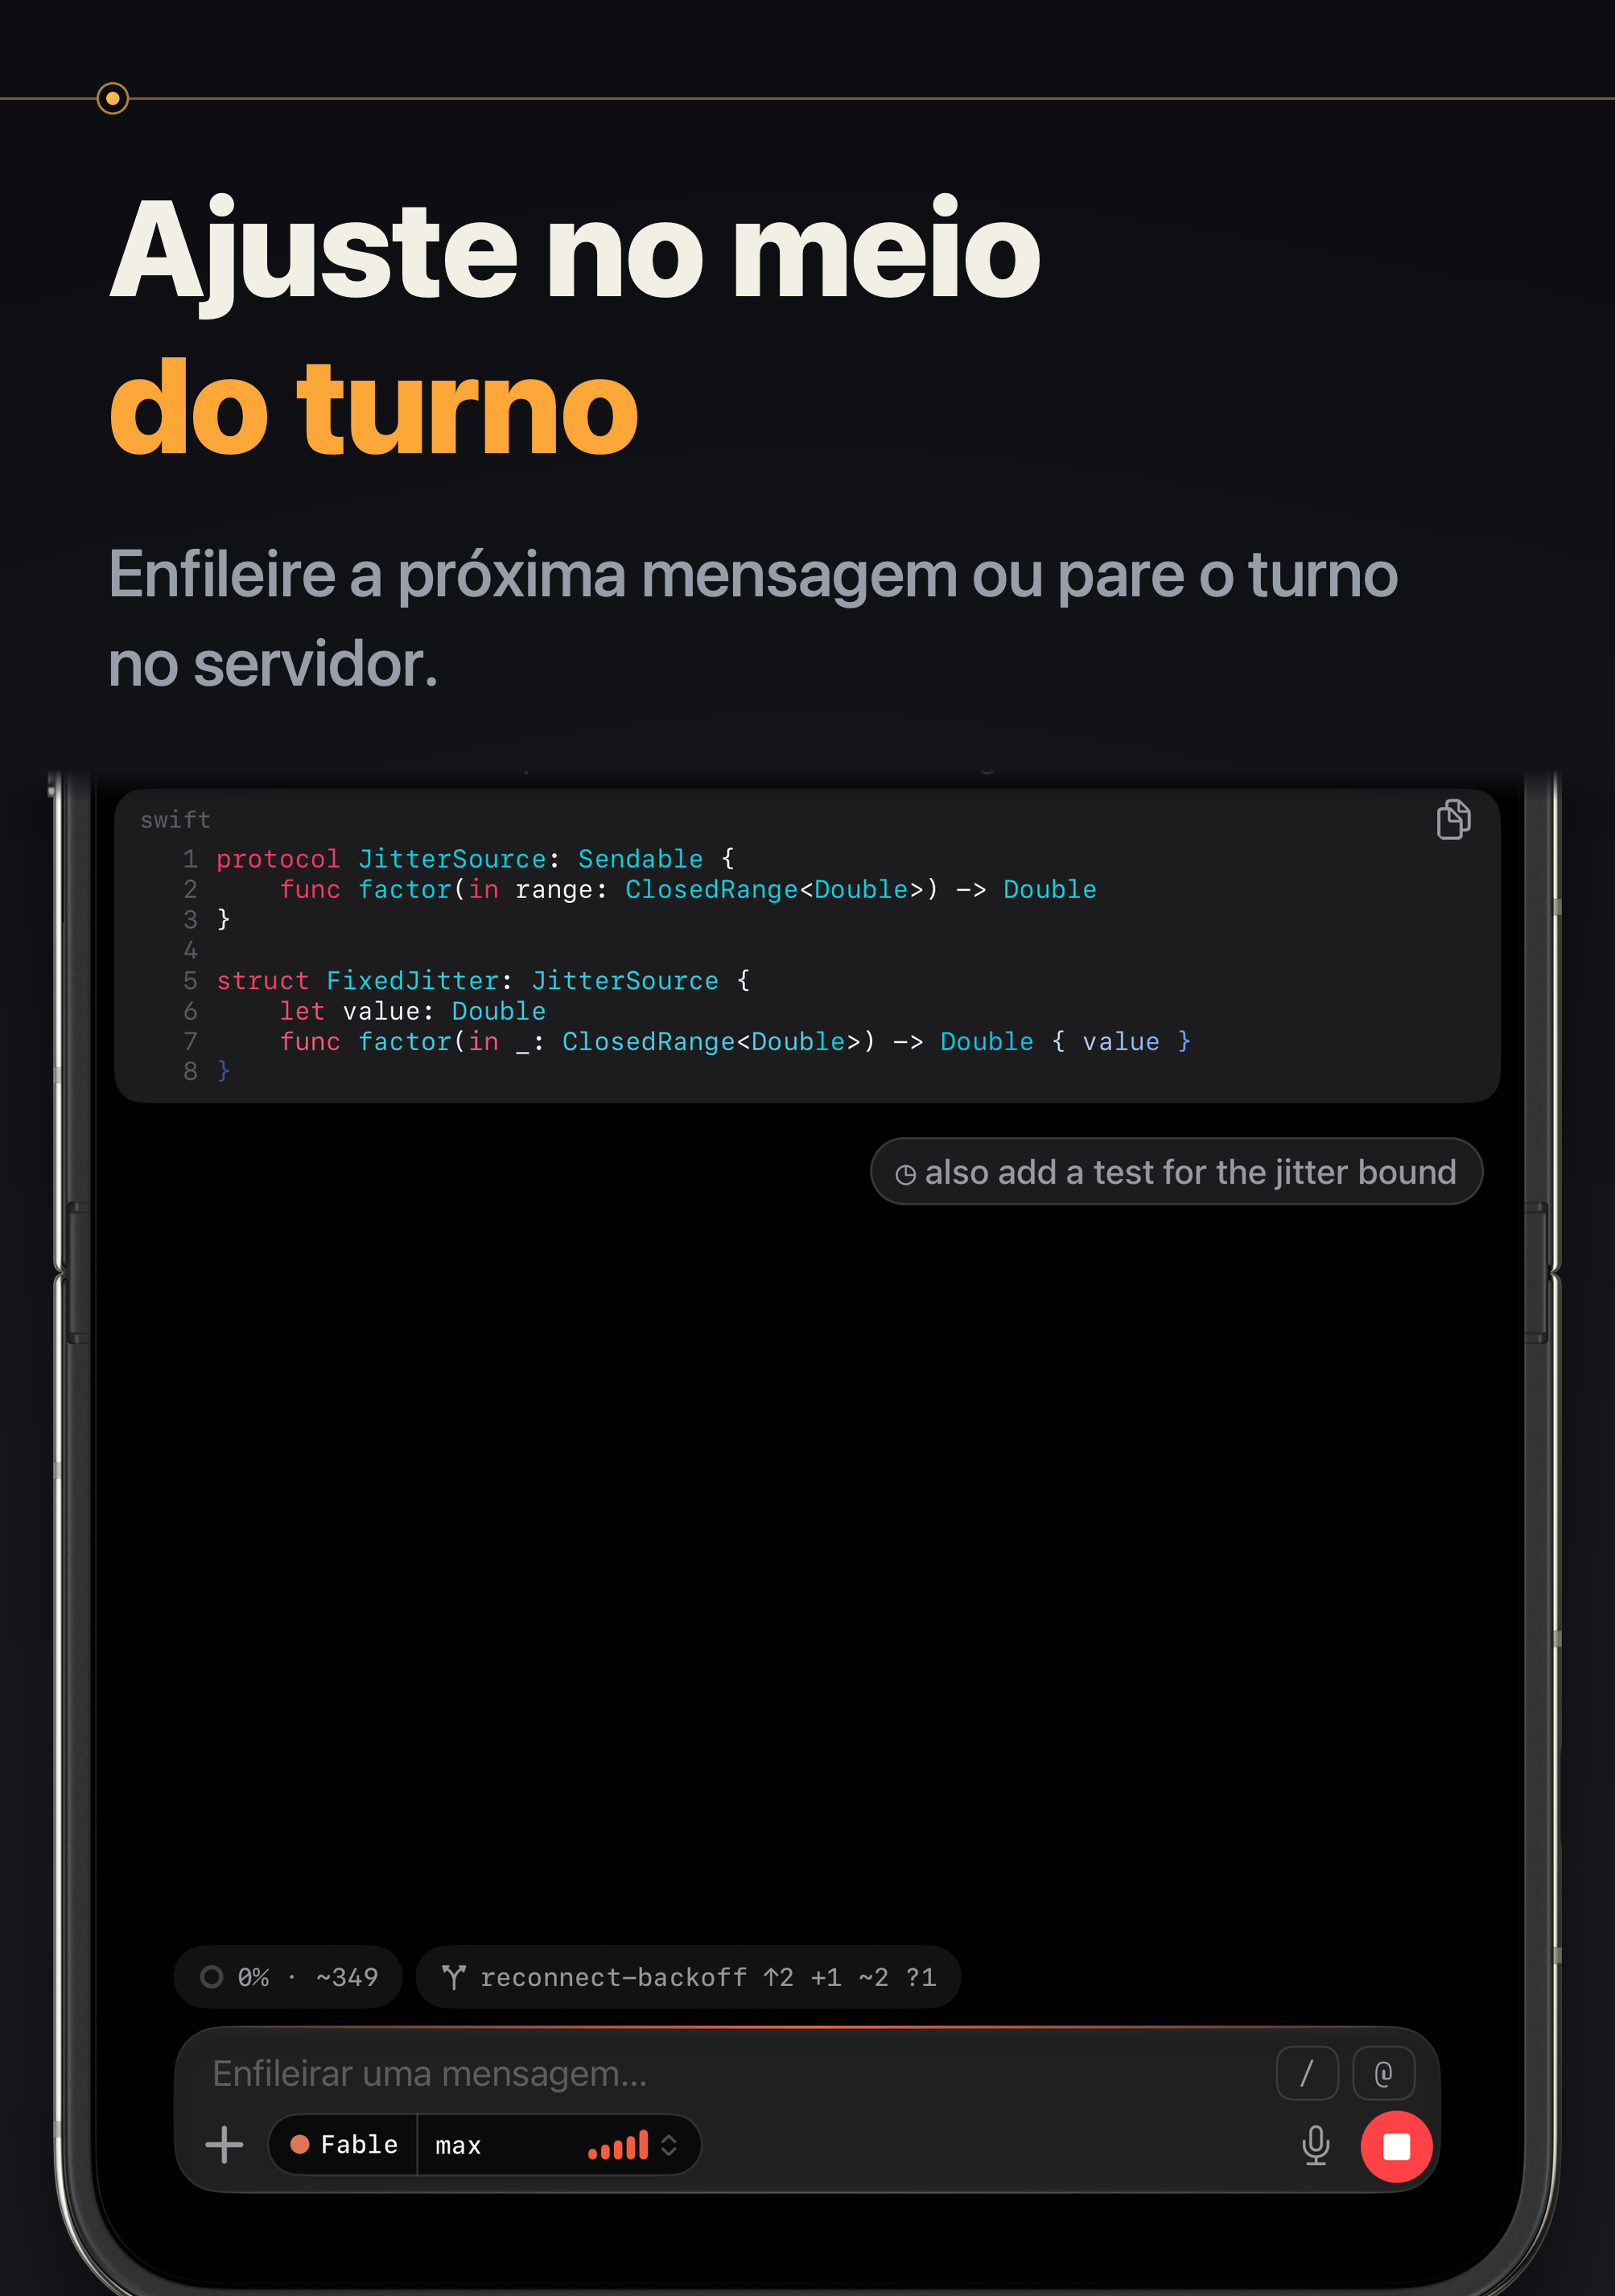 Ajuste no meio
do turno
Enfileire a próxima mensagem ou pare o turno
no servidor.
swift
1 protocol JitterSource: Sendable {
2     func factor(in range: ClosedRange<Double>) -> Double
3 }
4
5 struct FixedJitter: JitterSource {
6     let value: Double
7     func factor(in _: ClosedRange<Double>) -> Double { value }
8 }
also add a test for the jitter bound
0% · ~349
reconnect-backoff ↑2 +1 ~2 ?1
Enfileirar uma mensagem...
/ @
Fable max